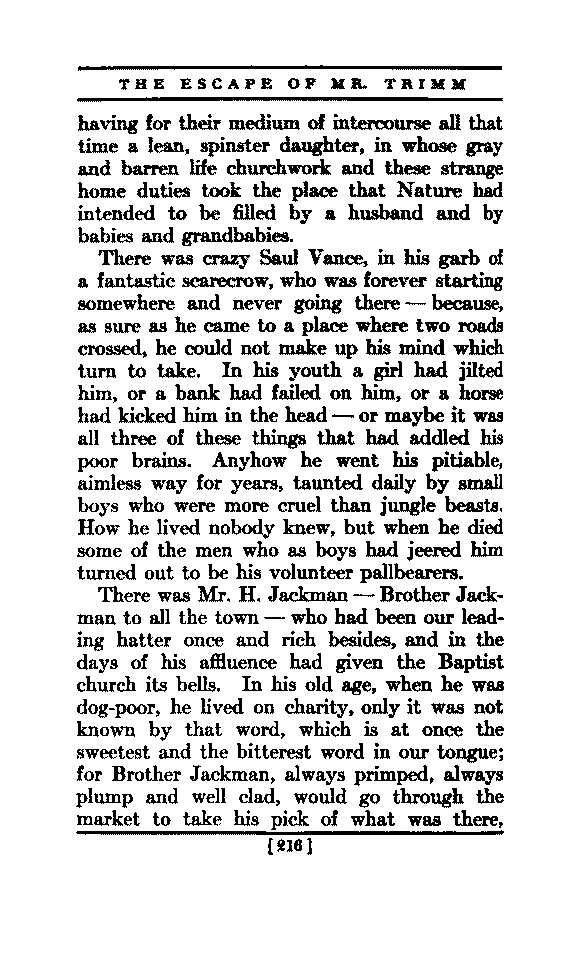 THE ESCAPE OF MR. TRIMM
having for their medium of intercourse all that
time a lean, spinster daughter, in whose gray
and barren life churchwork and these strange
home duties took the place that Nature had
intended to be filled by a husband and by
babies and grandbabies.
There was crazy Saul Vance, in his garb of
a fantastic scarecrow, who was forever starting
somewhere and never going there — because,
as sure as he came to a place where two roads
crossed, he could not make up his mind which
turn to take. In his youth a girl had jilted
him, or a bank had failed on him, or a horse
had kicked him in the head — or maybe it was
all three of these things that had addled his
poor brains. Anyhow he went his pitiable,
aimless way for years, taunted daily by small
boys who were more cruel than jungle beasts.
How he lived nobody knew, but when he died
some of the men who as boys had jeered him
turned out to be his volunteer pallbearers.
There was Mr. H. Jackman — Brother Jack-
man to all the town — who had been our lead-
ing hatter once and rich besides, and in the
days of his affluence had given the Baptist
church its bells. In his old age, when he was
dog-poor, he lived on charity, only it was not
known by that word, which is at once the
sweetest and the bitterest word in our tongue;
for Brother Jackman, always primped, always
plump and well clad, would go through the
market to take his pick of what was there,
[216]